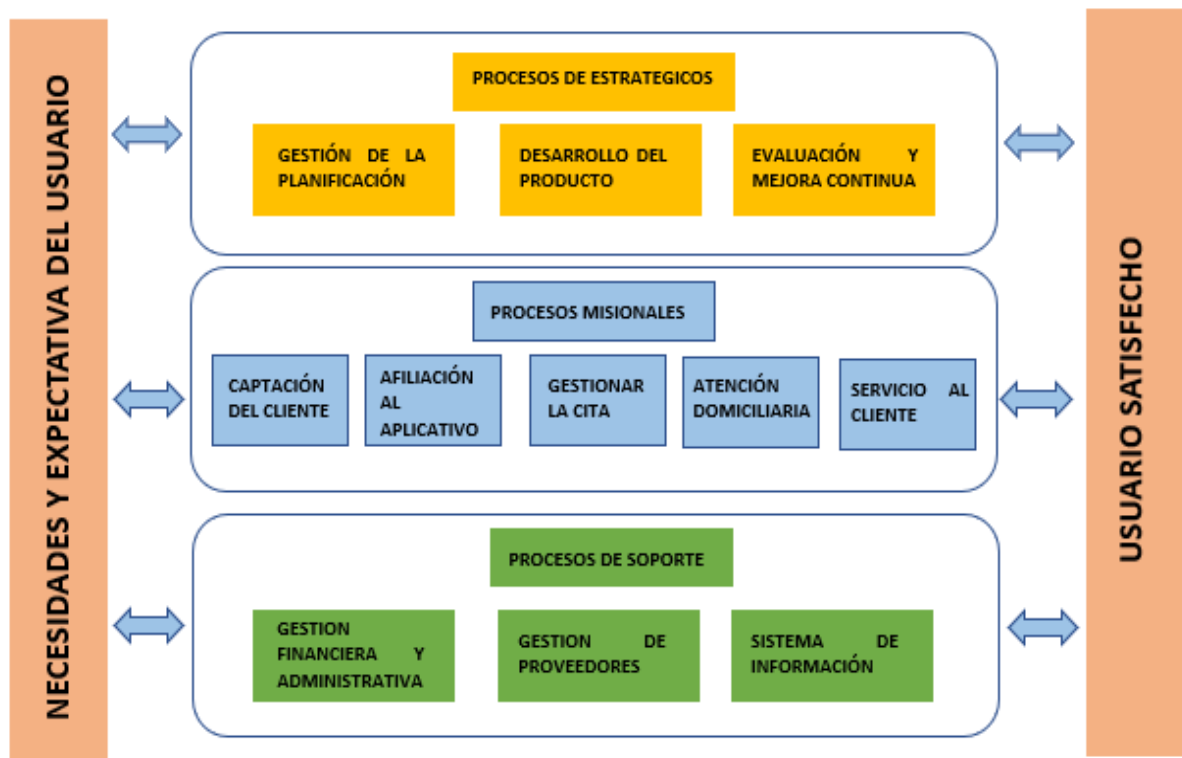 NECESIDADES Y EXPECTATIVA DEL USUARIO
PROCESOS DE ESTRATEGICOS
GESTIÓN DE LA
PLANIFICACIÓN
DESARROLLO DEL
PRODUCTO
EVALUACIÓN Y
MEJORA CONTINUA
PROCESOS MISIONALES
CAPTACIÓN
DEL CLIENTE
AFILIACIÓN
AL
APLICATIVO
GESTIONAR
LA CITA
ATENCIÓN
DOMICILIARIA
SERVICIO AL
CLIENTE
PROCESOS DE SOPORTE
GESTION
FINANCIERA Y
ADMINISTRATIVA
GESTION DE
PROVEEDORES
SISTEMA DE
INFORMACIÓN
USUARIO SATISFECHO